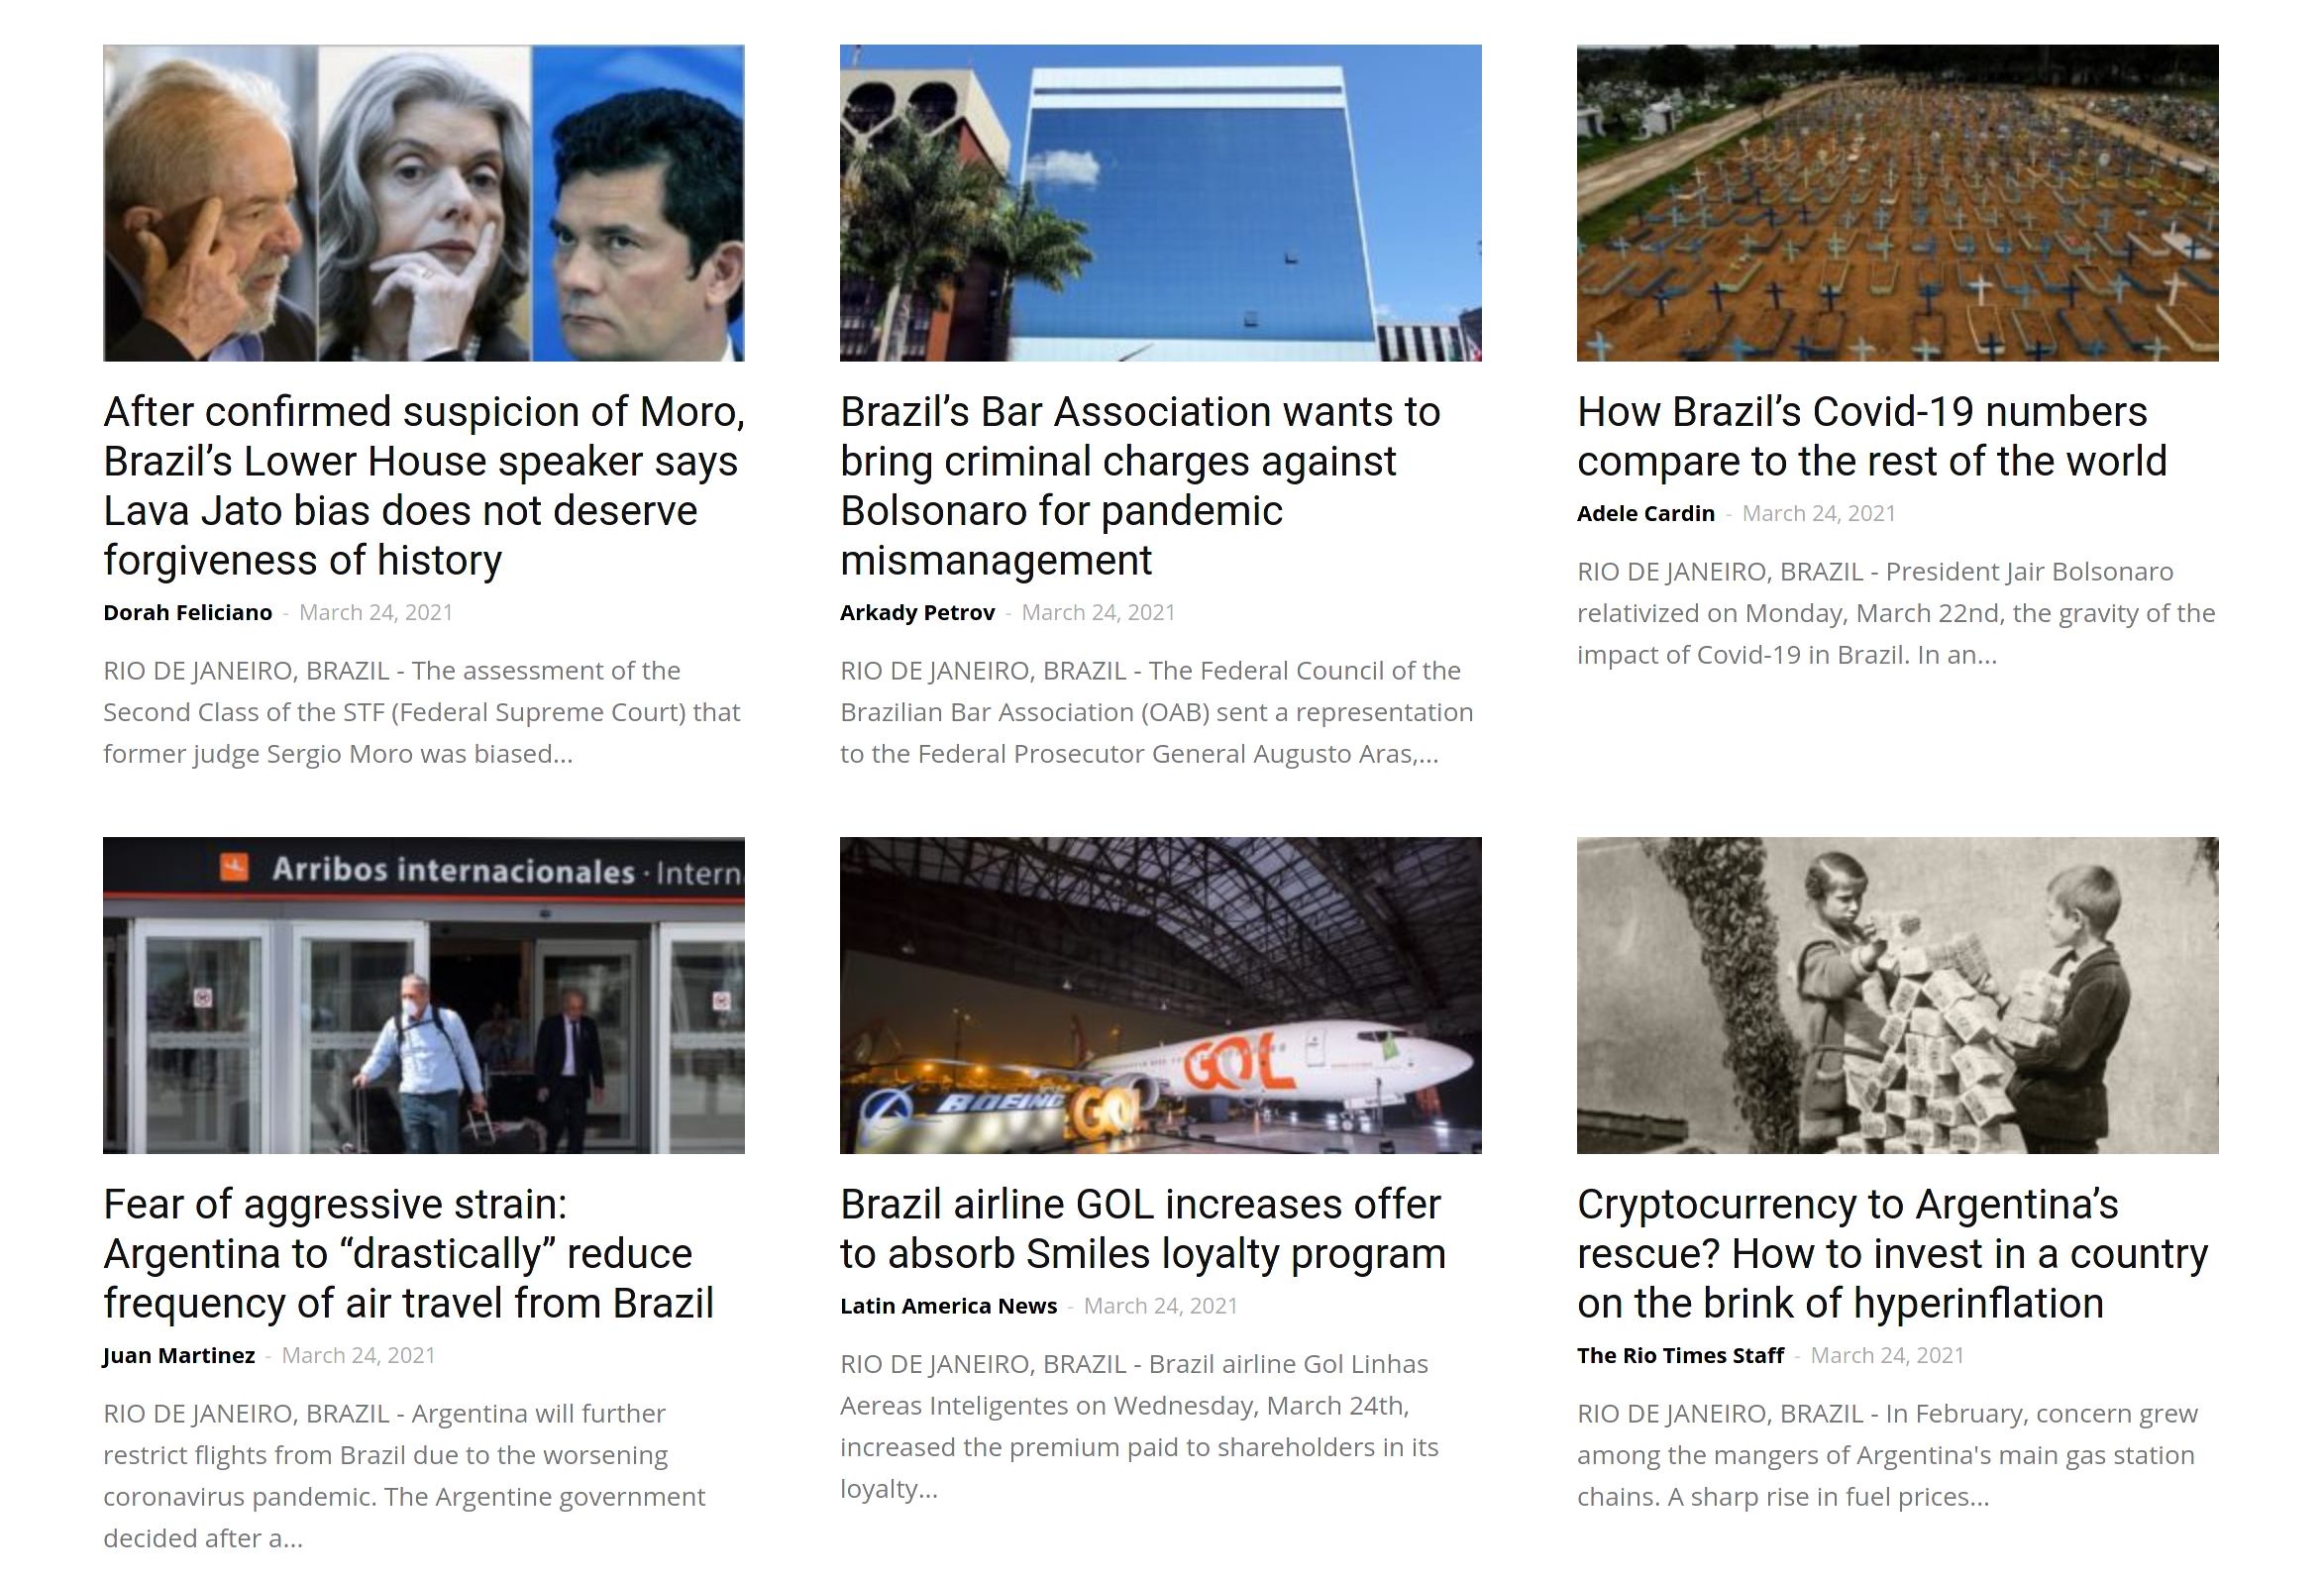 After confirmed suspicion of Moro,
Brazil’s Lower House speaker says
Lava Jato bias does not deserve
forgiveness of history
Dorah Feliciano - March 24, 2021
RIO DE JANEIRO, BRAZIL - The assessment of the
Second Class of the STF (Federal Supreme Court) that
former judge Sergio Moro was biased...
Brazil’s Bar Association wants to
bring criminal charges against
Bolsonaro for pandemic
mismanagement
Arkady Petrov - March 24, 2021
RIO DE JANEIRO, BRAZIL - The Federal Council of the
Brazilian Bar Association (OAB) sent a representation
to the Federal Prosecutor General Augusto Aras,...
How Brazil’s Covid-19 numbers
compare to the rest of the world
Adele Cardin - March 24, 2021
RIO DE JANEIRO, BRAZIL - President Jair Bolsonaro
relativized on Monday, March 22nd, the gravity of the
impact of Covid-19 in Brazil. In an...
Arribos internacionales · Intern
Fear of aggressive strain:
Argentina to “drastically” reduce
frequency of air travel from Brazil
Juan Martinez - March 24, 2021
RIO DE JANEIRO, BRAZIL - Argentina will further
restrict flights from Brazil due to the worsening
coronavirus pandemic. The Argentine government
decided after a...
GOL
BOEING GOL
Brazil airline GOL increases offer
to absorb Smiles loyalty program
Latin America News - March 24, 2021
RIO DE JANEIRO, BRAZIL - Brazil airline Gol Linhas
Aereas Inteligentes on Wednesday, March 24th,
increased the premium paid to shareholders in its
loyalty...
Cryptocurrency to Argentina’s
rescue? How to invest in a country
on the brink of hyperinflation
The Rio Times Staff - March 24, 2021
RIO DE JANEIRO, BRAZIL - In February, concern grew
among the mangers of Argentina's main gas station
chains. A sharp rise in fuel prices...